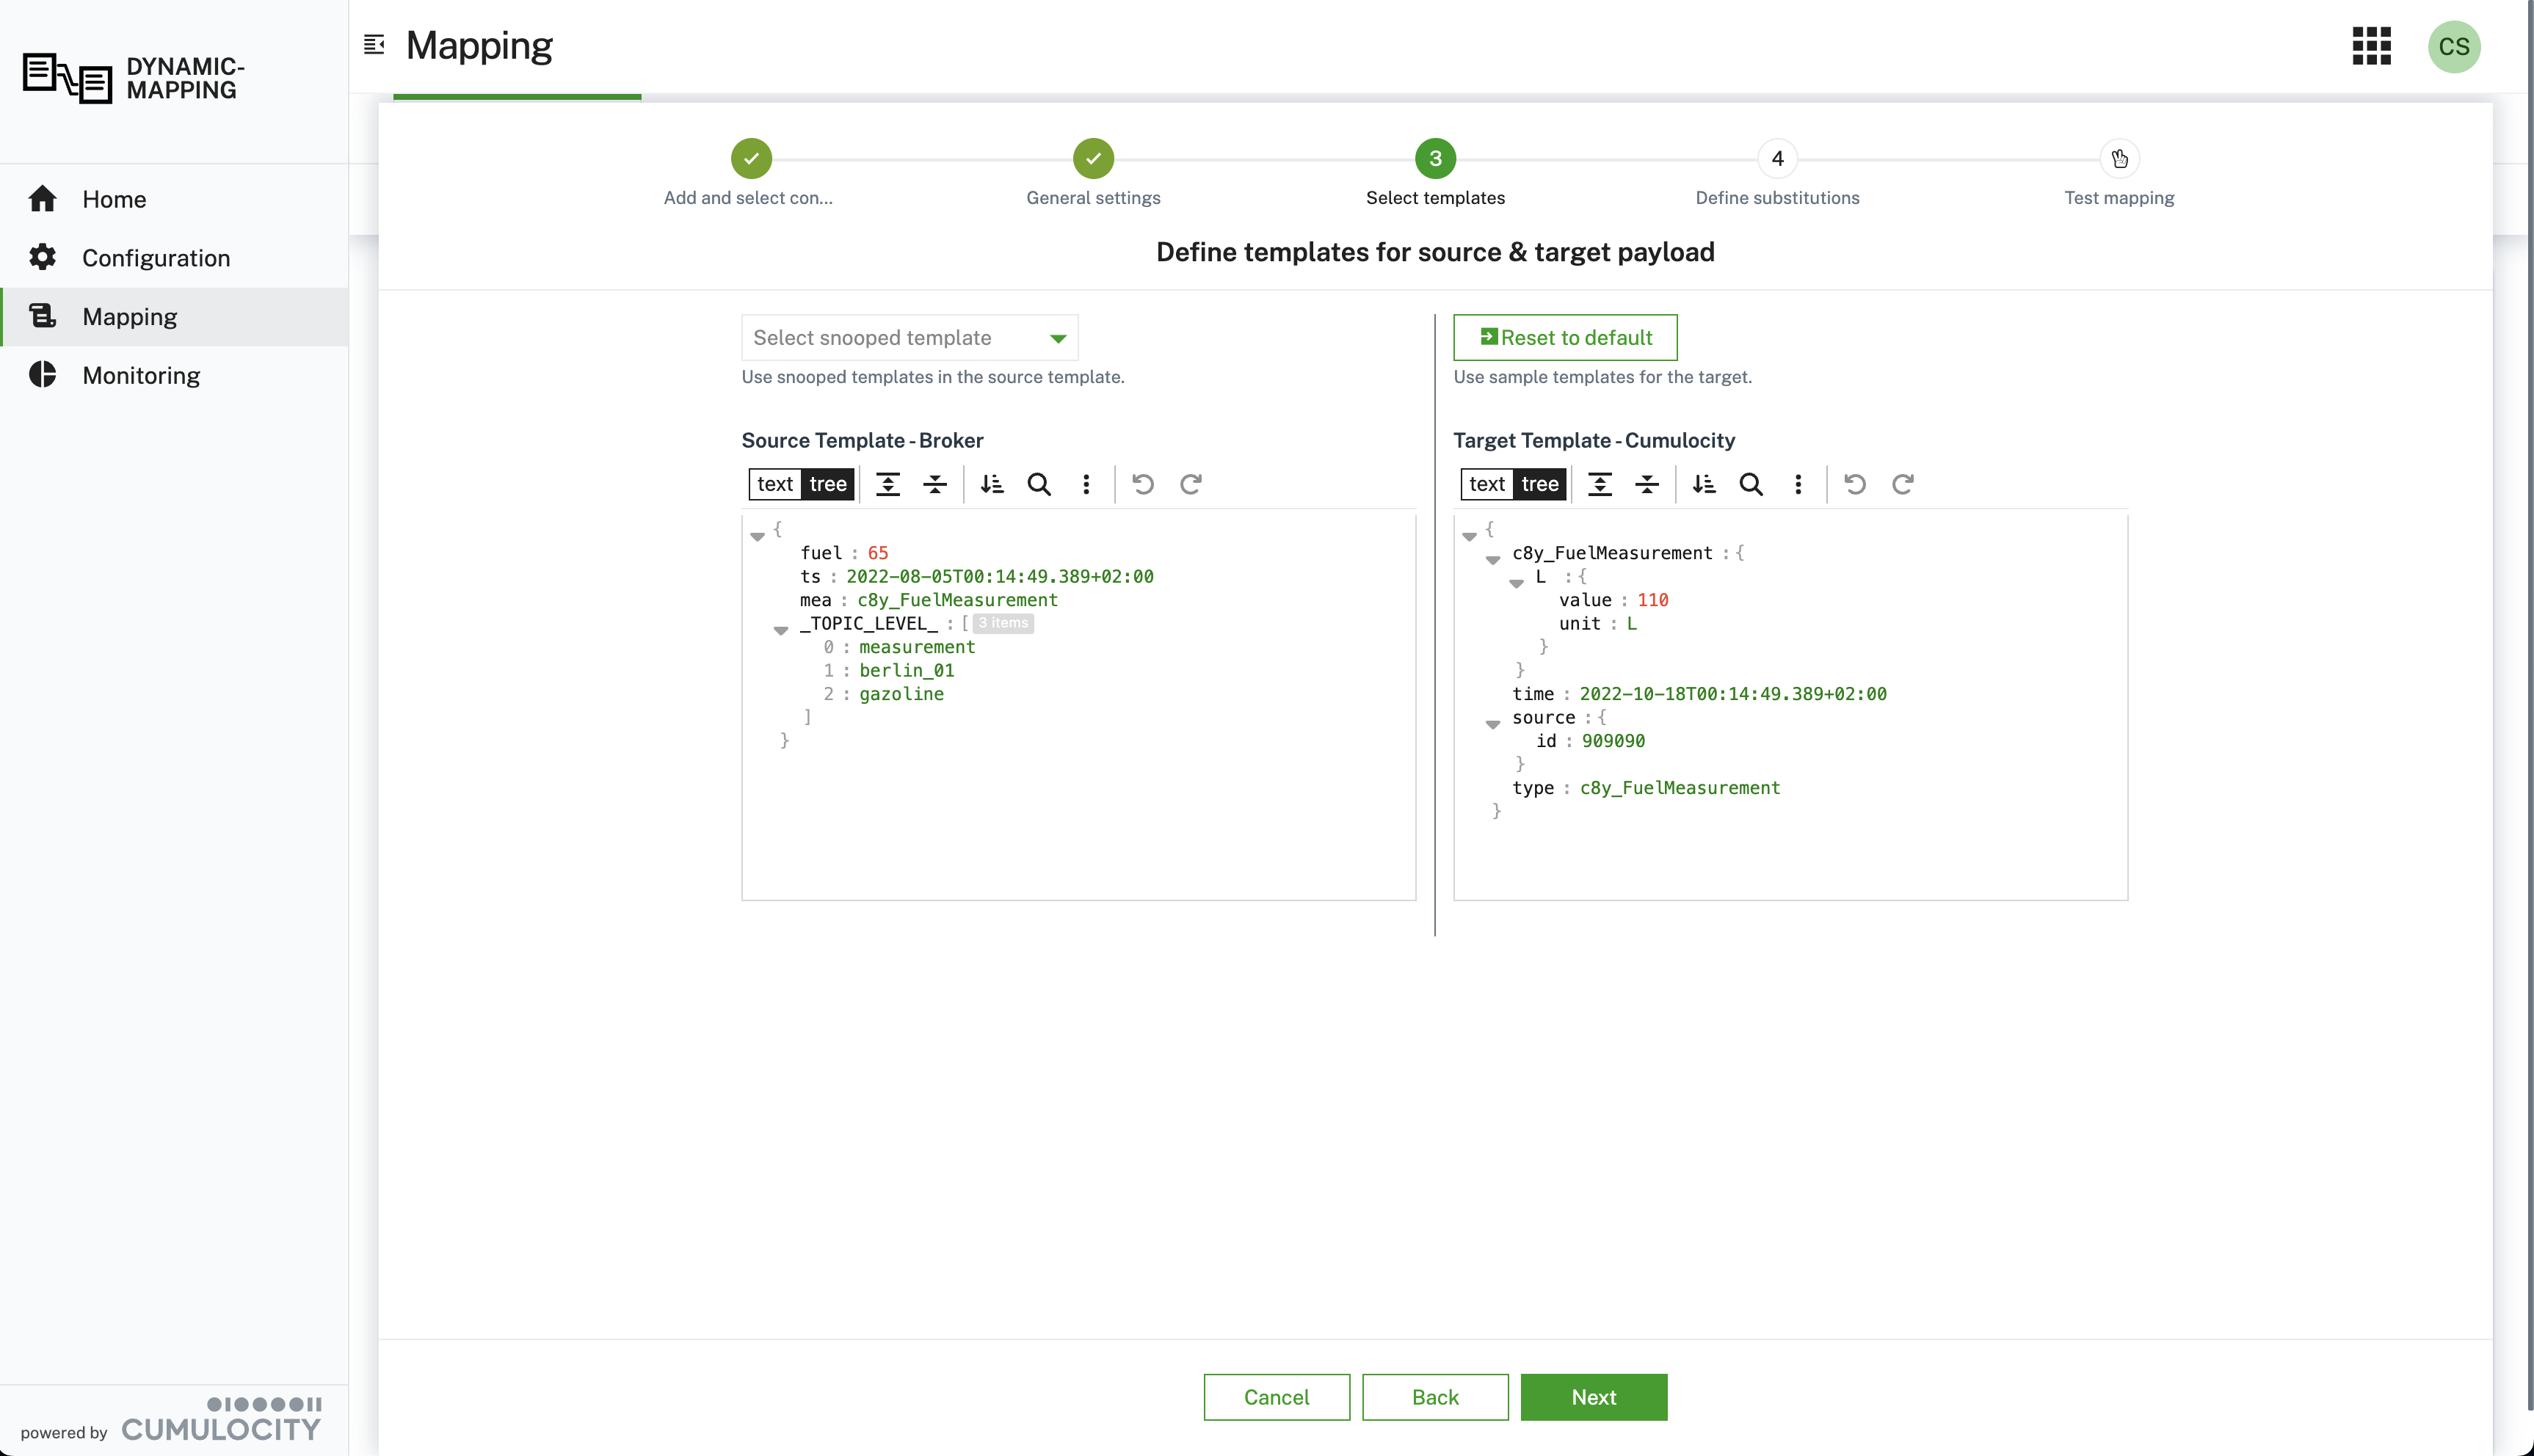 DYNAMIC-
MAPPING
Home
Configuration
Mapping
Monitoring
powered by
CUMULOCITY
Mapping
CS
3
4
Add and select con...
General settings
Select templates
Define substitutions
Test mapping
Define templates for source & target payload
Select snooped template
Use snooped templates in the source template.
Source Template - Broker
text tree
{
fuel : 65
ts : 2022-08-05T00:14:49.389+02:00
mea : c8y_FuelMeasurement
_TOPIC_LEVEL_ : [ 3 items
0 : measurement
1 : berlin_01
2 : gazoline
]
}
Reset to default
Use sample templates for the target.
Target Template - Cumulocity
text tree
{
c8y_FuelMeasurement : {
L : {
value : 110
unit : L
}
}
time : 2022-10-18T00:14:49.389+02:00
source : {
id : 909090
}
type : c8y_FuelMeasurement
}
Cancel
Back
Next